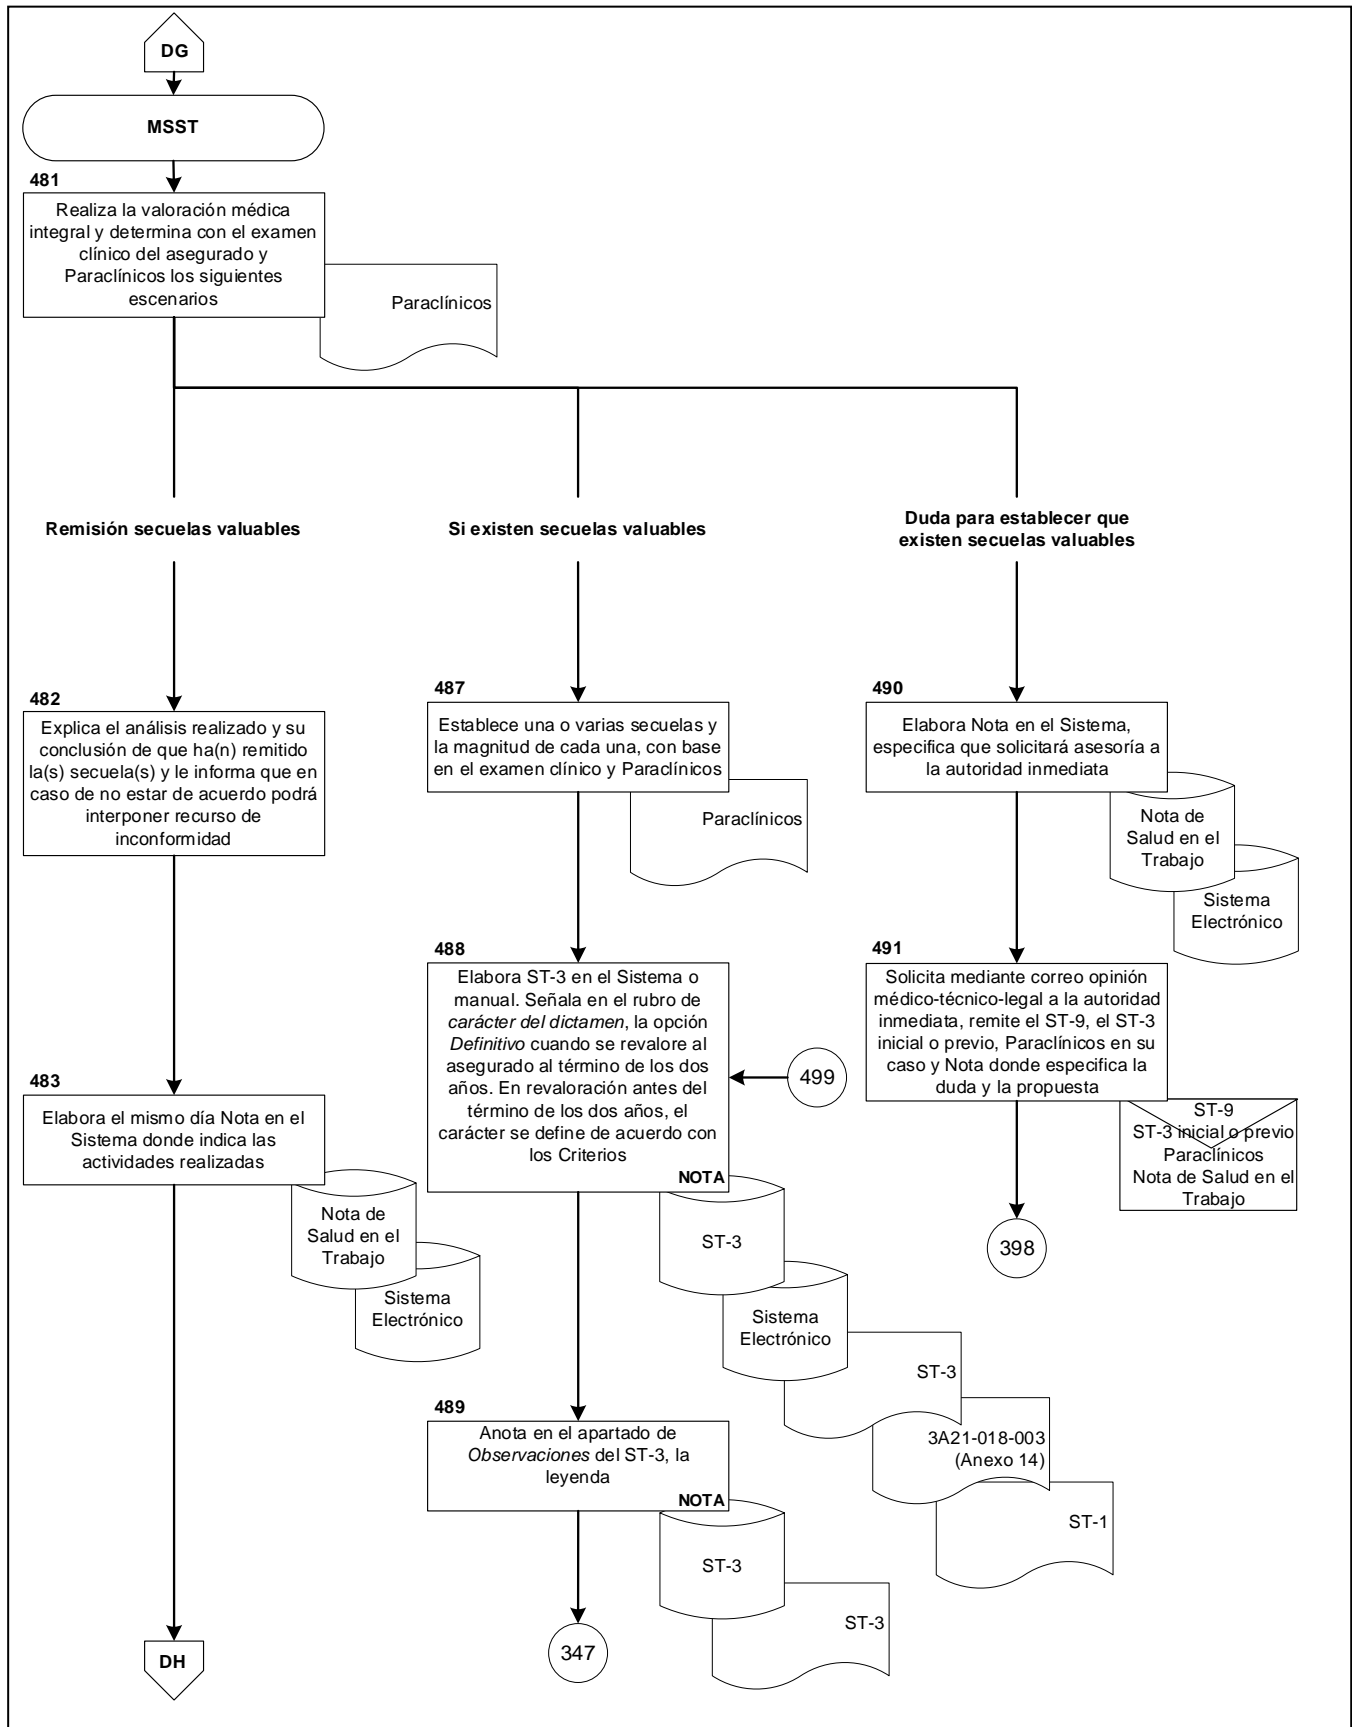 DG
MSST
481
Realiza la valoración médica
integral y determina con el examen
clínico del asegurado y
Paraclínicos los siguientes
escenarios
Paraclínicos
Remisión secuelas valuables
Si existen secuelas valuables
Duda para establecer que
existen secuelas valuables
482
Explica el análisis realizado y su
conclusión de que ha(n) remitido
la(s) secuela(s) y le informa que en
caso de no estar de acuerdo podrá
interponer recurso de
inconformidad
483
Elabora el mismo día Nota en el
Sistema donde indica las
actividades realizadas
Nota de
Salud en el
Trabajo
Sistema
Electrónico
DH
487
Establece una o varias secuelas y
la magnitud de cada una, con base
en el examen clínico y Paraclínicos
Paraclínicos
488
Elabora ST-3 en el Sistema o
manual. Señala en el rubro de
carácter del dictamen, la opción
Definitivo cuando se revalore al
asegurado al término de los dos
años. En revaloración antes del
término de los dos años, el
carácter se define de acuerdo con
los Criterios
NOTA
499
ST-3
Sistema
Electrónico
ST-3
3A21-018-003
(Anexo 14)
ST-1
489
Anota en el apartado de
Observaciones del ST-3, la
leyenda
NOTA
ST-3
ST-3
347
490
Elabora Nota en el Sistema,
especifica que solicitará asesoría a
la autoridad inmediata
Nota de
Salud en el
Trabajo
Sistema
Electrónico
491
Solicita mediante correo opinión
médico-técnico-legal a la autoridad
inmediata, remite el ST-9, el ST-3
inicial o previo, Paraclínicos en su
caso y Nota donde especifica la
duda y la propuesta
ST-9
ST-3 inicial o previo
Paraclínicos
Nota de Salud en el
Trabajo
398